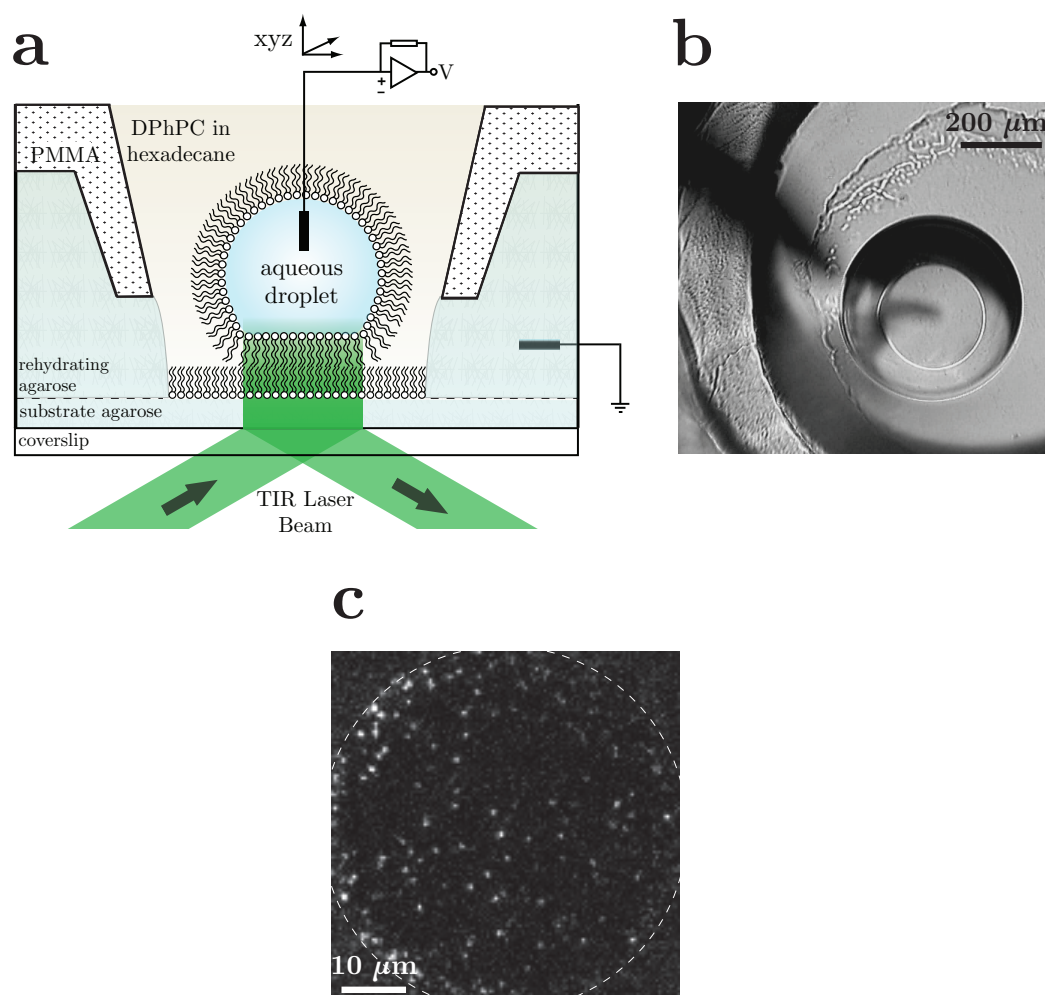 a
xyz
+
−
V
DPhPC in
hexadecane
PMMA
aqueous
droplet
rehydrating
agarose
substrate agarose
coverslip
TIR Laser
Beam
b
200 μm
c
10 μm